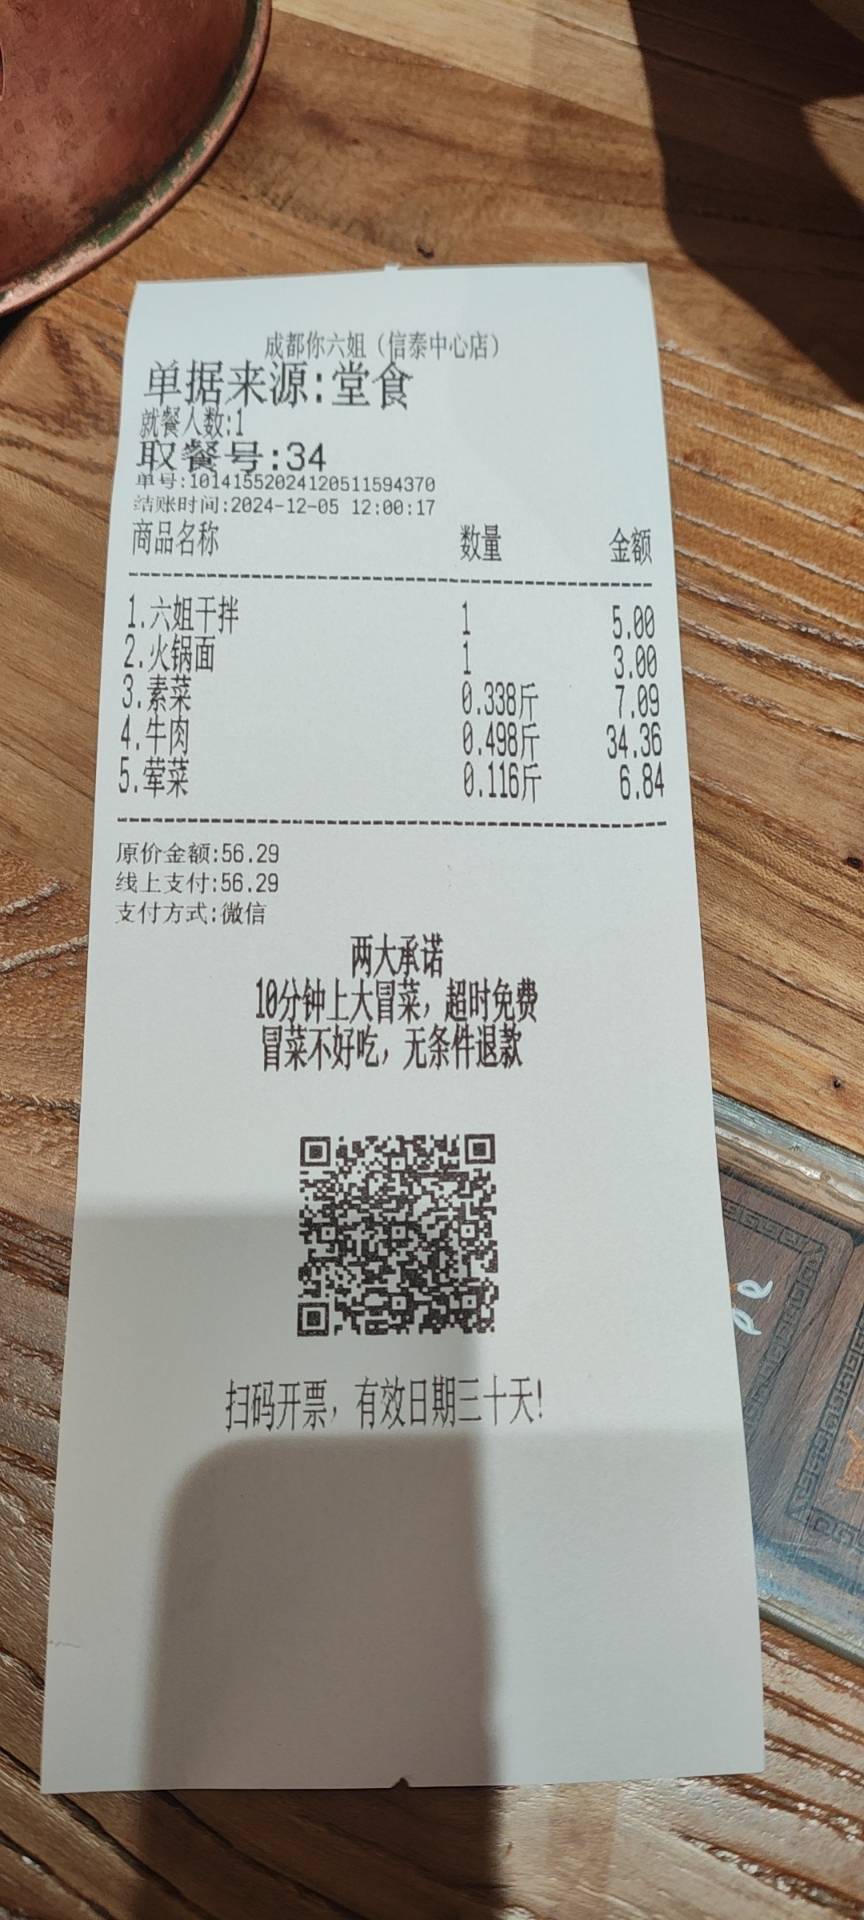 成都你六姐（信泰中心店）
单据来源:堂食
就餐人数:1
取餐号:34
单号:101415520241205115943​70
结账时间:2024-12-05 12:00:17
商品名称 数量 金额
1.六姐干拌 1 5.00
2.火锅面 1 3.00
3.素菜 0.338斤 7.09
4.牛肉 0.498斤 34.36
5.荤菜 0.116斤 6.84
原价金额:56.29
线上支付:56.29
支付方式:微信
两大承诺
10分钟上大冒菜，超时免费
冒菜不好吃，无条件退款
扫码开票，有效日期三十天!